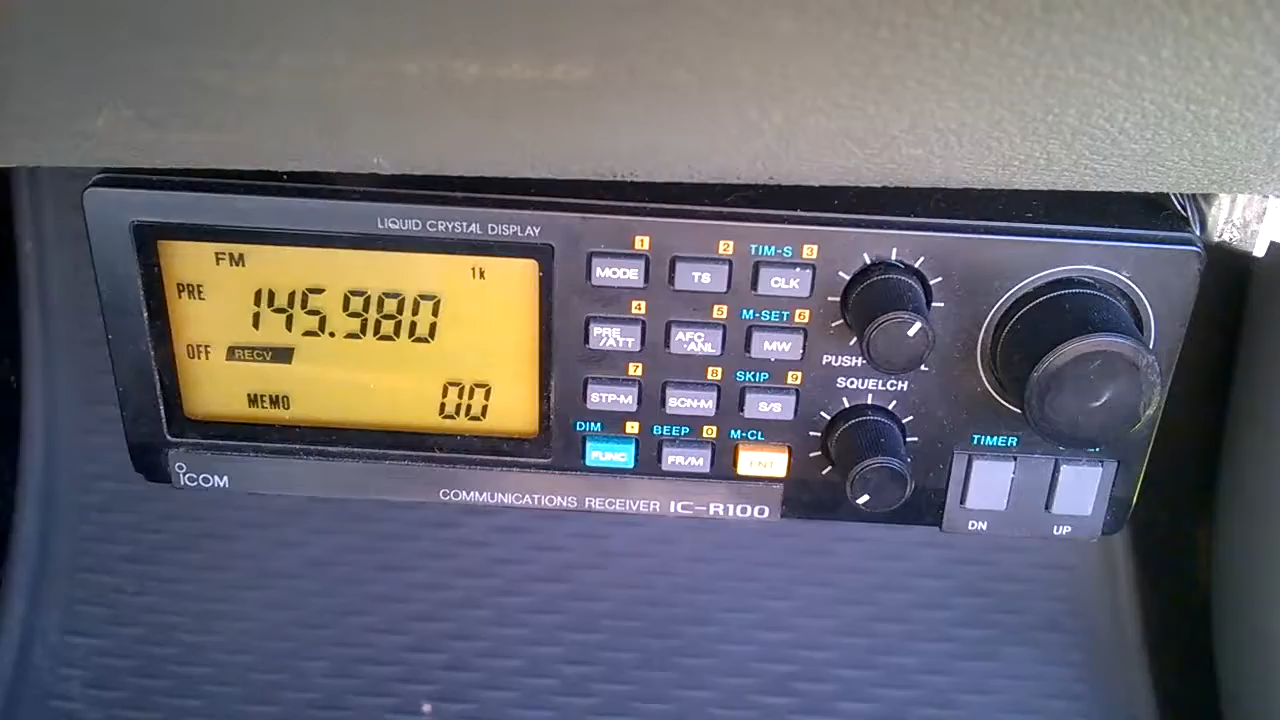 LIQUID CRYSTAL DISPLAY
FM
1k
PRE
145.980
OFF RECV
MEMO 00
1 2 TIM-S 3
MODE TS CLK
4 5 M-SET 6
PRE/ATT AFC·ANL MW
7 8 SKIP 9
STP-M SCN-M S/S
DIM · BEEP 0 M-CL
FUNC FR/M ENT
PUSH-
SQUELCH
TIMER
DN UP
ICOM
COMMUNICATIONS RECEIVER IC-R100